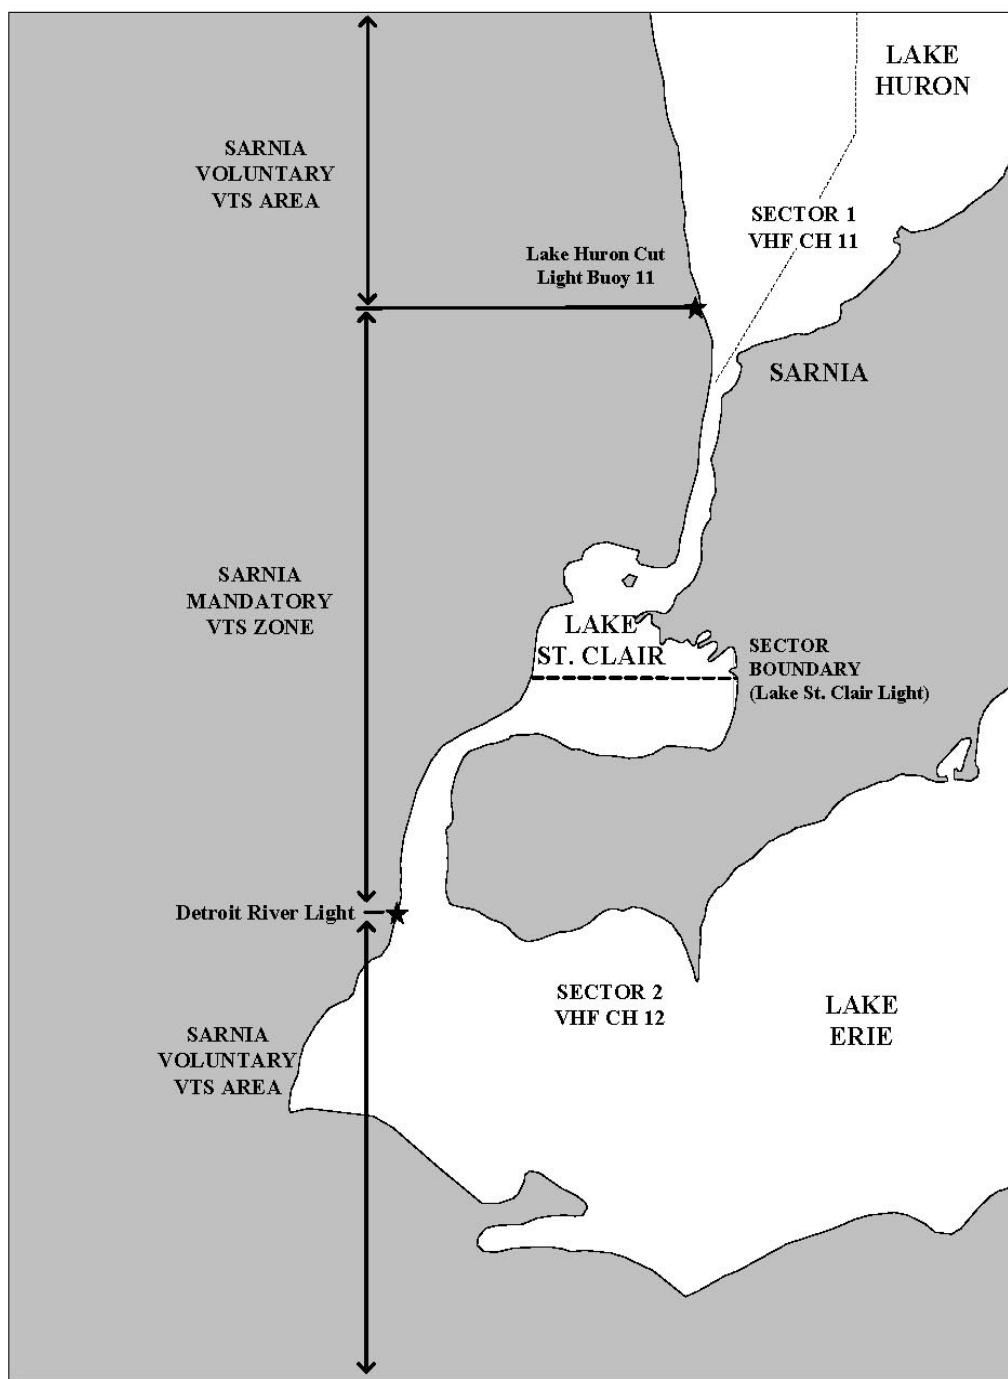 LAKE
HURON
SARNIA
VOLUNTARY
VTS AREA
SECTOR 1
VHF CH 11
Lake Huron Cut
Light Buoy 11
SARNIA
SARNIA
MANDATORY
VTS ZONE
LAKE
ST. CLAIR
SECTOR
BOUNDARY
(Lake St. Clair Light)
Detroit River Light
SECTOR 2
VHF CH 12
LAKE
ERIE
SARNIA
VOLUNTARY
VTS AREA